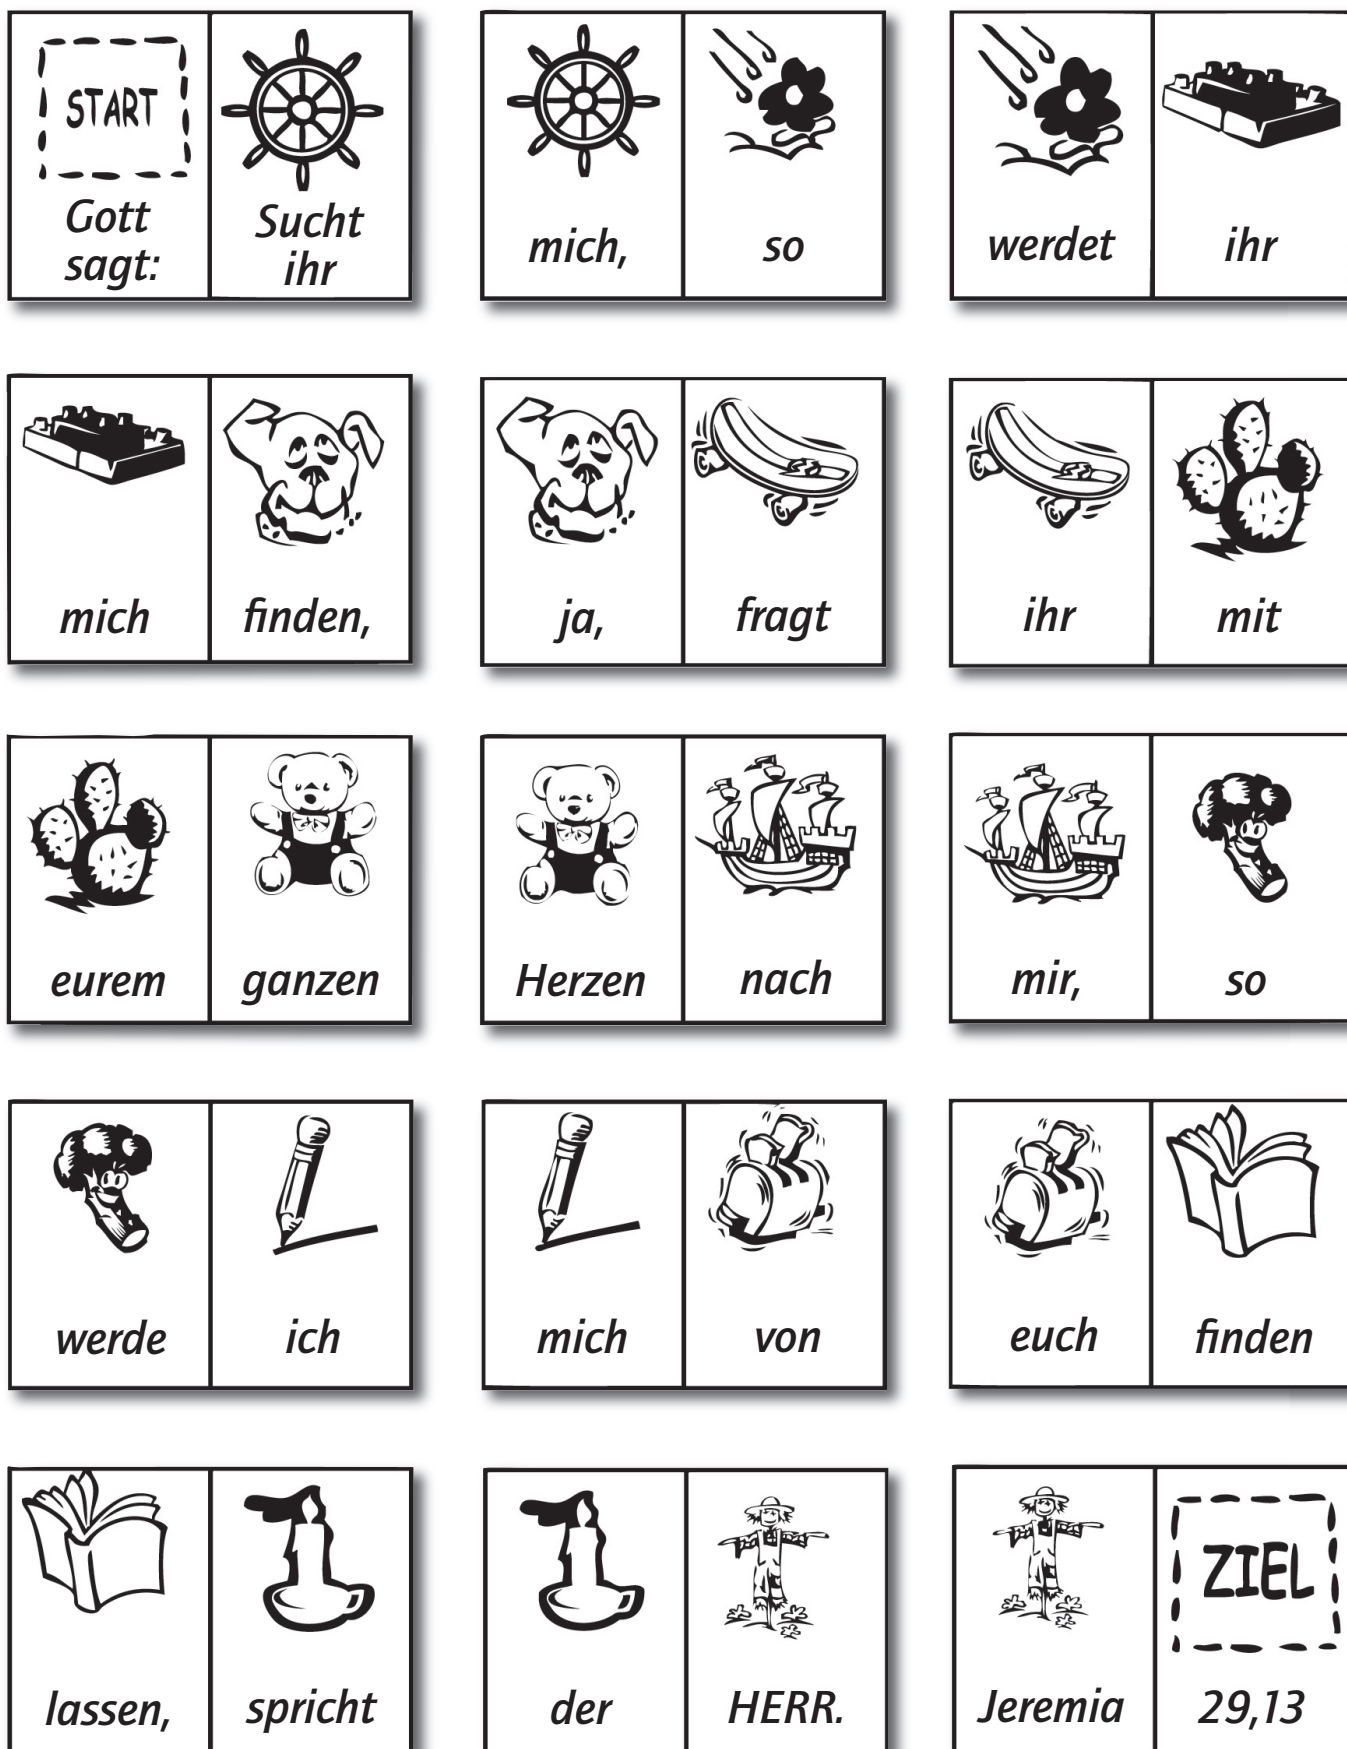 START
Gott
sagt:
Sucht
ihr
mich,
so
werdet
ihr
mich
finden,
ja,
fragt
ihr
mit
eurem
ganzen
Herzen
nach
mir,
so
werde
ich
mich
von
euch
finden
lassen,
spricht
der
HERR.
Jeremia
ZIEL
29,13